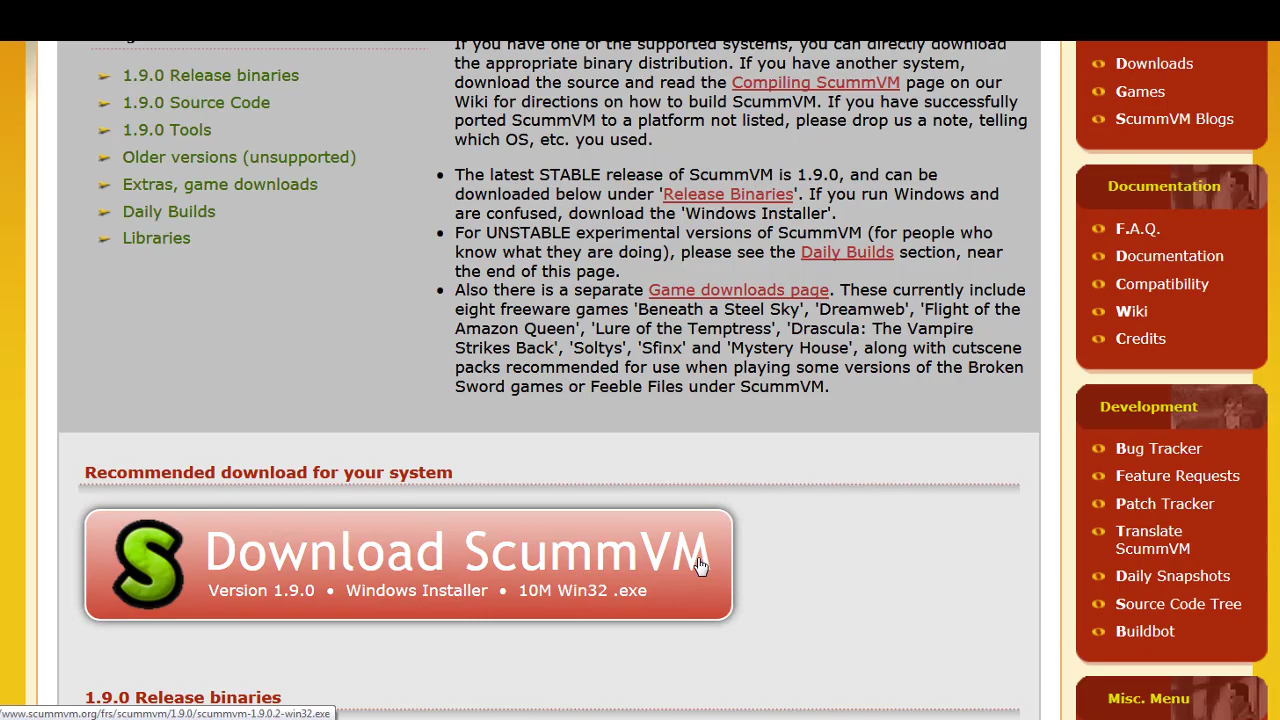 1.9.0 Release binaries
1.9.0 Source Code
1.9.0 Tools
Older versions (unsupported)
Extras, game downloads
Daily Builds
Libraries
If you have one of the supported systems, you can directly download
the appropriate binary distribution. If you have another system,
download the source and read the Compiling ScummVM page on our
Wiki for directions on how to build ScummVM. If you have successfully
ported ScummVM to a platform not listed, please drop us a note, telling
which OS, etc. you used.
The latest STABLE release of ScummVM is 1.9.0, and can be
downloaded below under 'Release Binaries'. If you run Windows and
are confused, download the 'Windows Installer'.
For UNSTABLE experimental versions of ScummVM (for people who
know what they are doing), please see the Daily Builds section, near
the end of this page.
Also there is a separate Game downloads page. These currently include
eight freeware games 'Beneath a Steel Sky', 'Dreamweb', 'Flight of the
Amazon Queen', 'Lure of the Temptress', 'Drascula: The Vampire
Strikes Back', 'Soltys', 'Sfinx' and 'Mystery House', along with cutscene
packs recommended for use when playing some versions of the Broken
Sword games or Feeble Files under ScummVM.
Recommended download for your system
S
Download ScummVM
Version 1.9.0 • Windows Installer • 10M Win32 .exe
1.9.0 Release binaries
/www.scummvm.org/frs/scummvm/1.9.0/scummvm-1.9.0.2-win32.exe
Downloads
Games
ScummVM Blogs
Documentation
F.A.Q.
Documentation
Compatibility
Wiki
Credits
Development
Bug Tracker
Feature Requests
Patch Tracker
Translate
ScummVM
Daily Snapshots
Source Code Tree
Buildbot
Misc. Menu